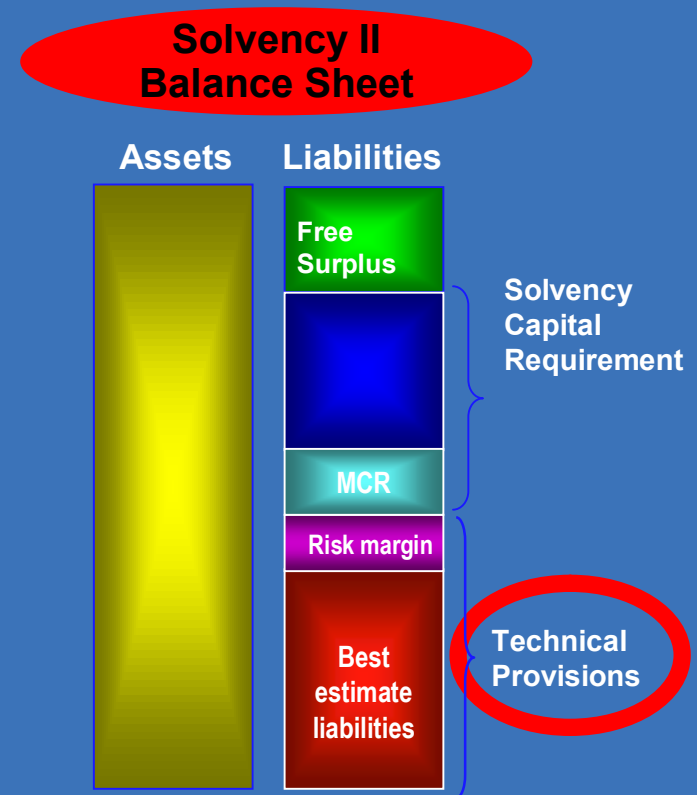 Solvency II
Balance Sheet
Assets
Liabilities
Free
Surplus
Solvency
Capital
Requirement
MCR
Risk margin
Best
estimate
liabilities
Technical
Provisions